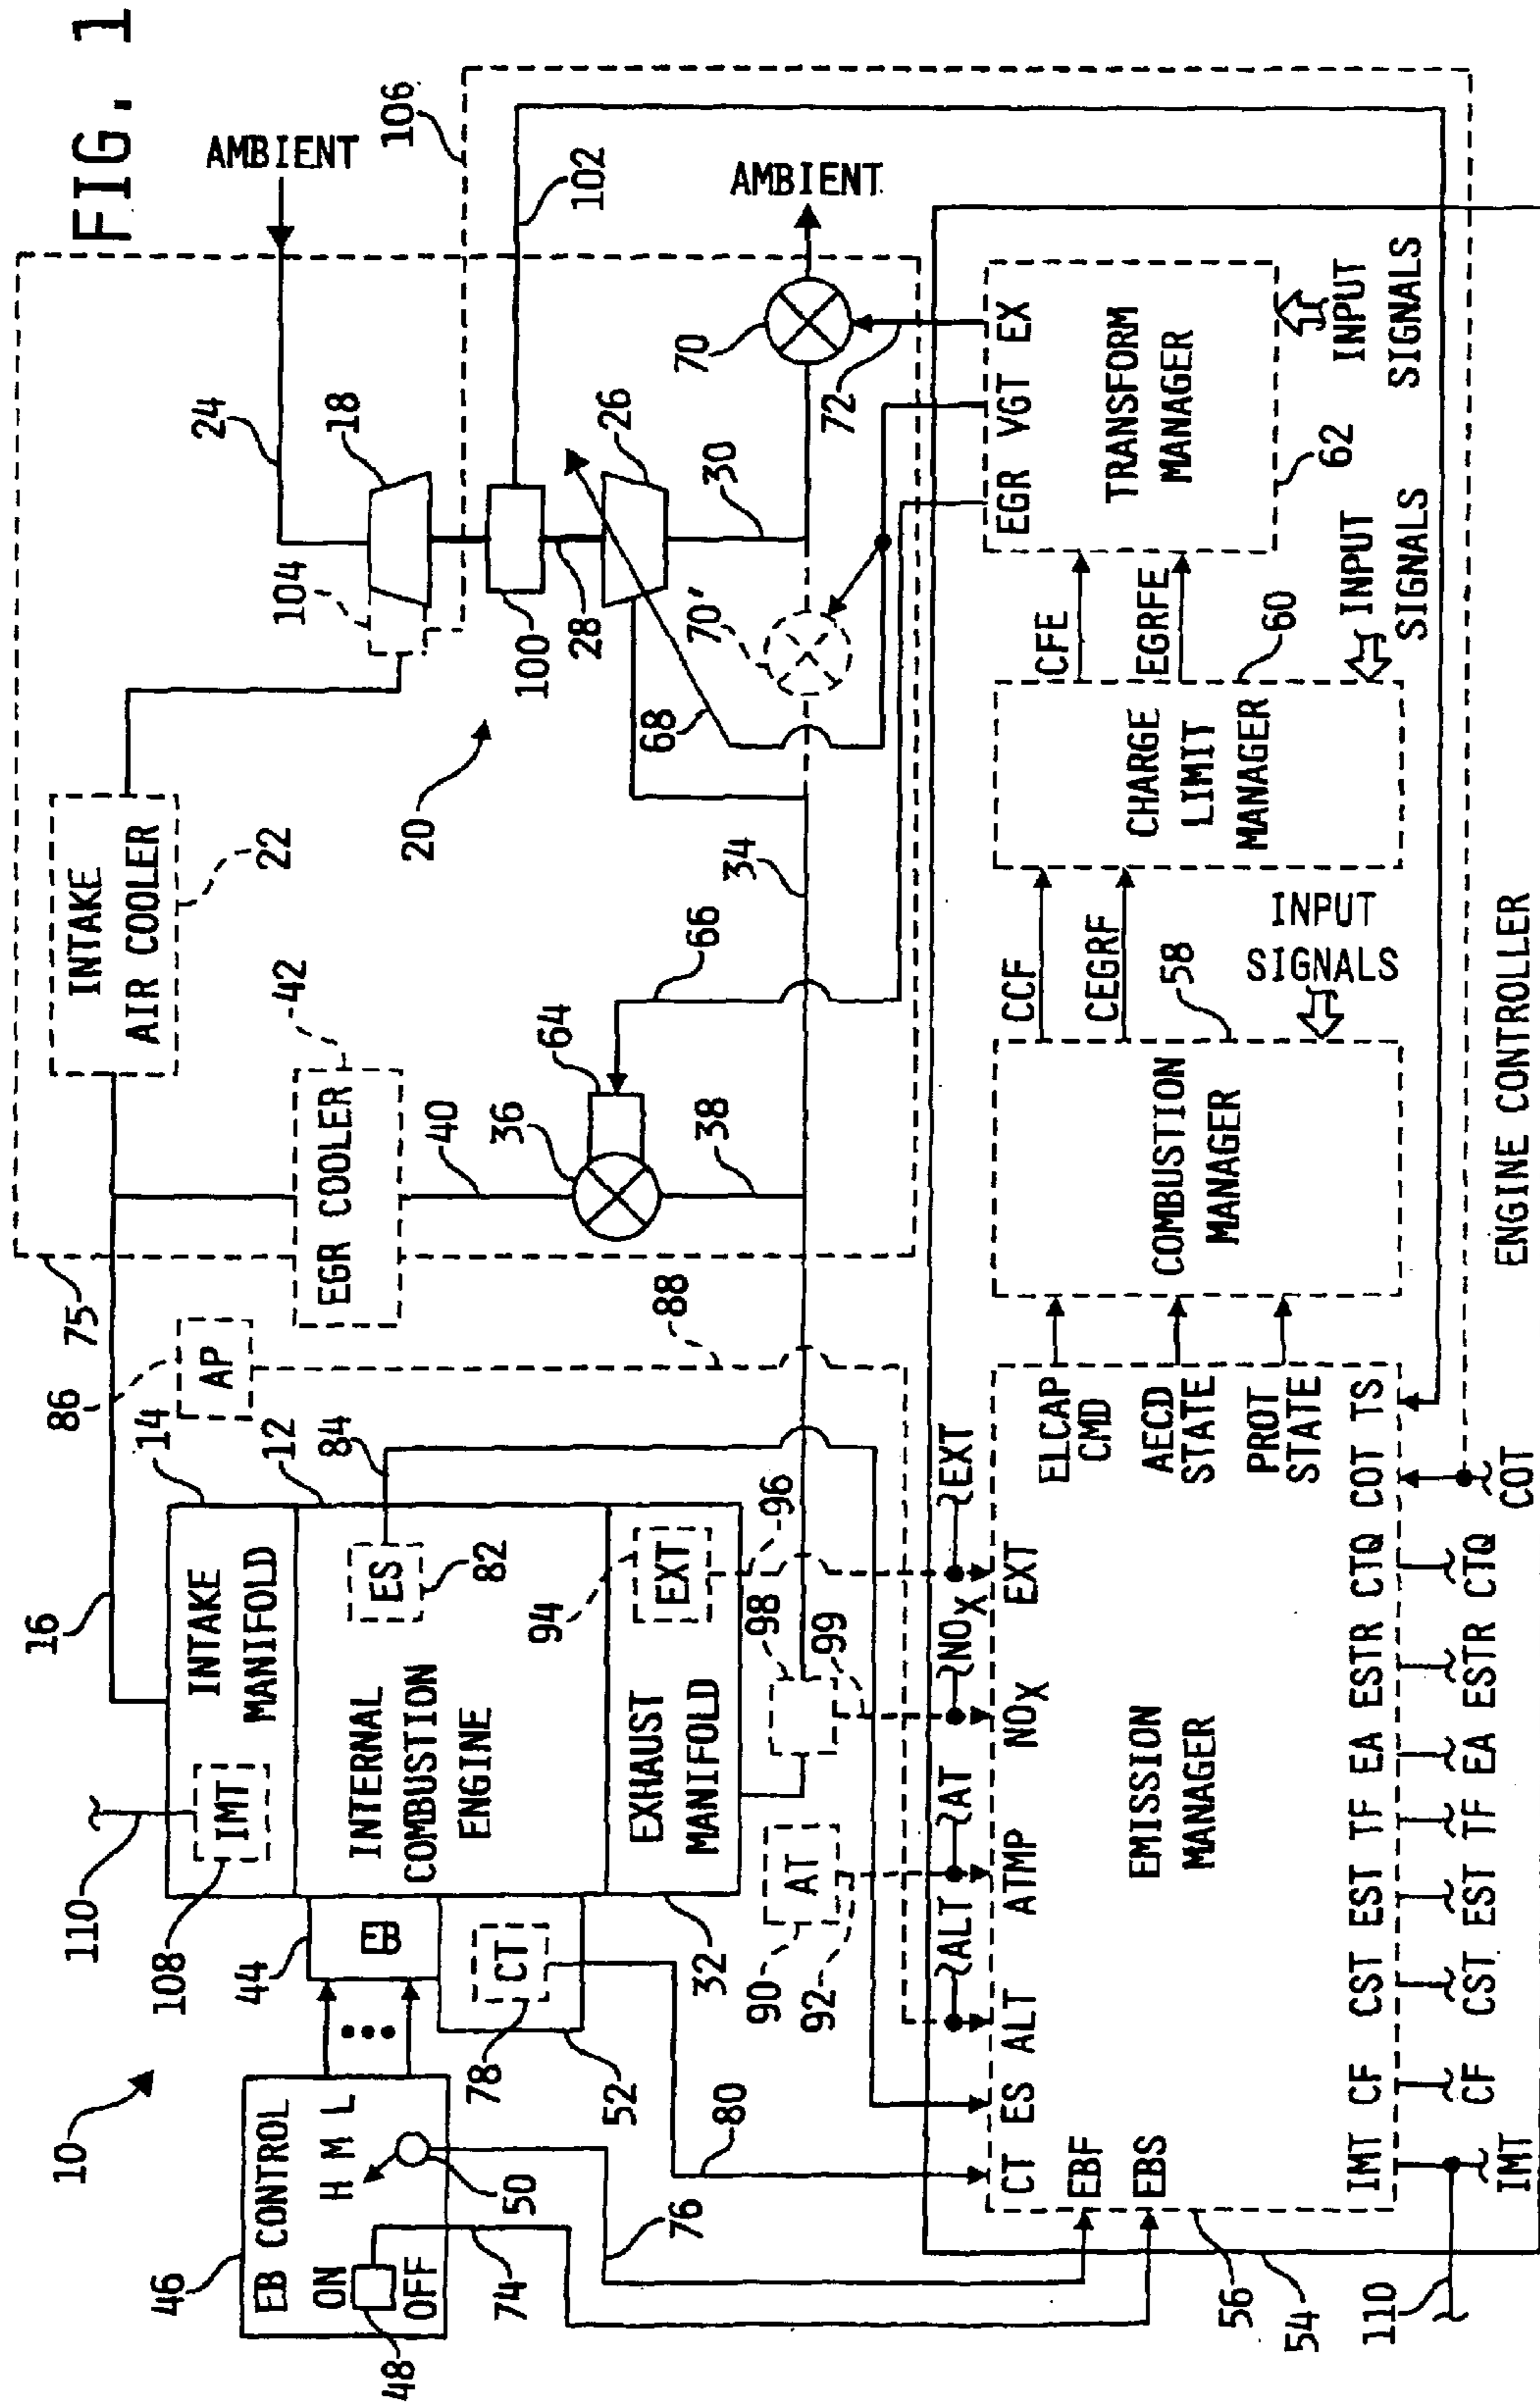 FIG. 1
10
46
EB CONTROL
ON
OFF
H M L
48
50
74
76
110
108
IMT
44
EB
CT
78
52
80
32
16
INTAKE
MANIFOLD
14
12
INTERNAL
COMBUSTION
ENGINE
ES
82
84
EXHAUST
MANIFOLD
EXT
94
96
98
99
AT
90
92
86
AP
88
75
EGR COOLER
42
40
36
64
66
38
34
INTAKE
AIR COOLER
22
20
24
AMBIENT
18
104
106
100
102
28
26
68
30
70
70'
72
AMBIENT
ALT
AT
NOX
EXT
CT ES ALT ATMP NOX EXT
EBF
EBS
EMISSION
MANAGER
ELCAP
CMD
AECD
STATE
PROT
STATE
IMT CF CST EST TF EA ESTR CTQ COT TS
IMT CF CST EST TF EA ESTR CTQ COT
56
54
110
COMBUSTION
MANAGER
58
INPUT
SIGNALS
CCF
CEGRF
CHARGE
LIMIT
MANAGER
60
INPUT
SIGNALS
CFE
EGRFE
EGR VGT EX
TRANSFORM
MANAGER
62
INPUT
SIGNALS
ENGINE CONTROLLER